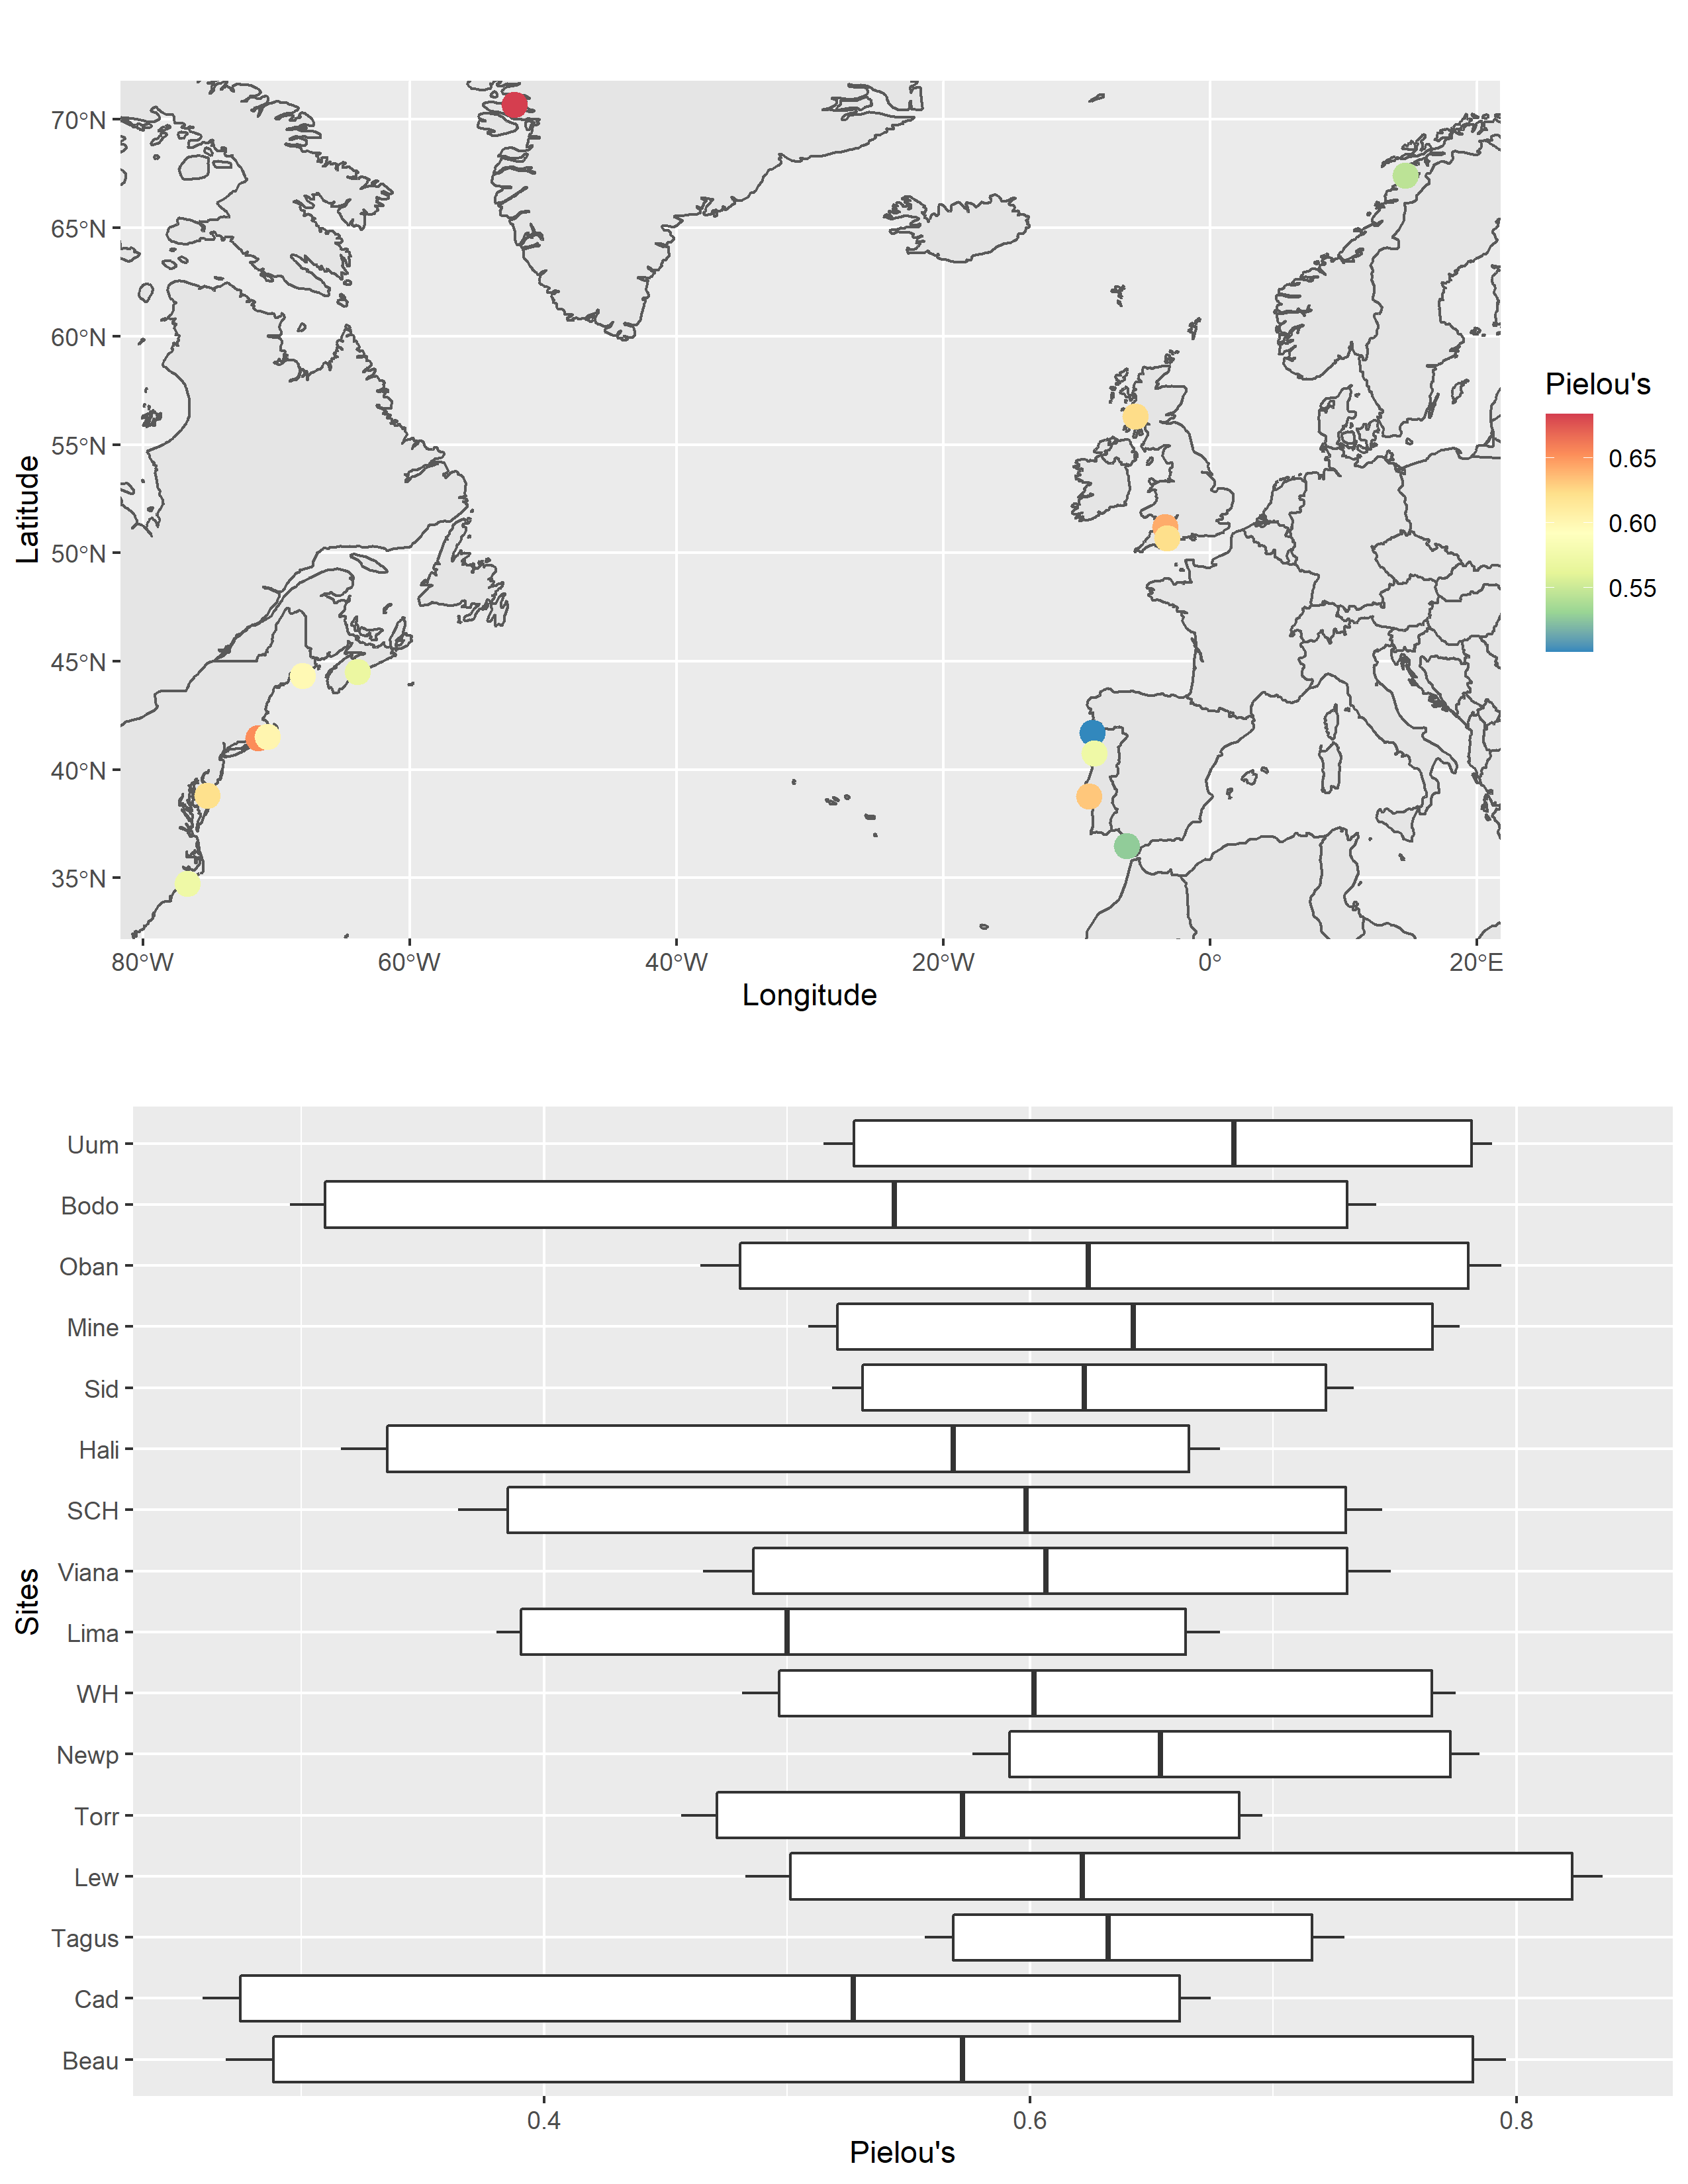 70°N
65°N
60°N
55°N
50°N
45°N
40°N
35°N
Latitude
80°W 60°W 40°W 20°W 0° 20°E
Longitude
Pielou's
0.65
0.60
0.55
Uum
Bodo
Oban
Mine
Sid
Hali
SCH
Viana
Lima
WH
Newp
Torr
Lew
Tagus
Cad
Beau
Sites
0.4 0.6 0.8
Pielou's